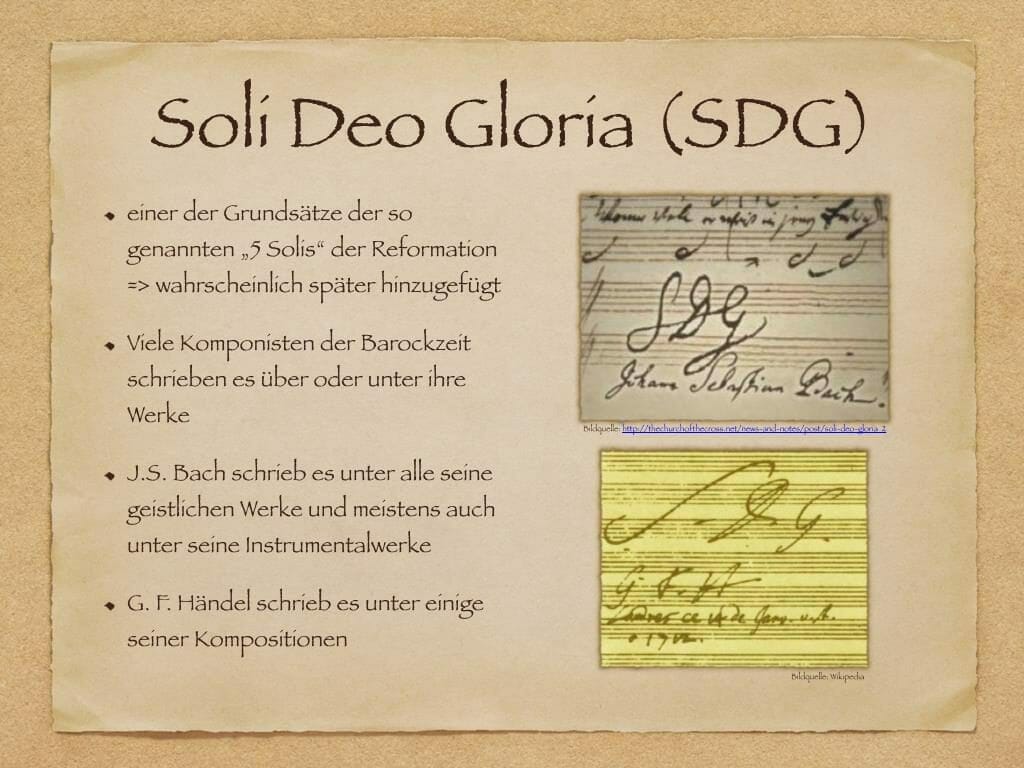 Soli Deo Gloria (SDG)
einer der Grundsätze der so
genannten „5 Solis“ der Reformation
=> wahrscheinlich später hinzugefügt
Viele Komponisten der Barockzeit
schrieben es über oder unter ihre
Werke
J.S. Bach schrieb es unter alle seine
geistlichen Werke und meistens auch
unter seine Instrumentalwerke
G. F. Händel schrieb es unter einige
seiner Kompositionen
SDG
Johann Sebastian Bach
Bildquelle: http://thechurchofthecross.net/news-and-notes/post/soli-deo-gloria_2
S. D. G.
G. F. H
Bildquelle: Wikipedia